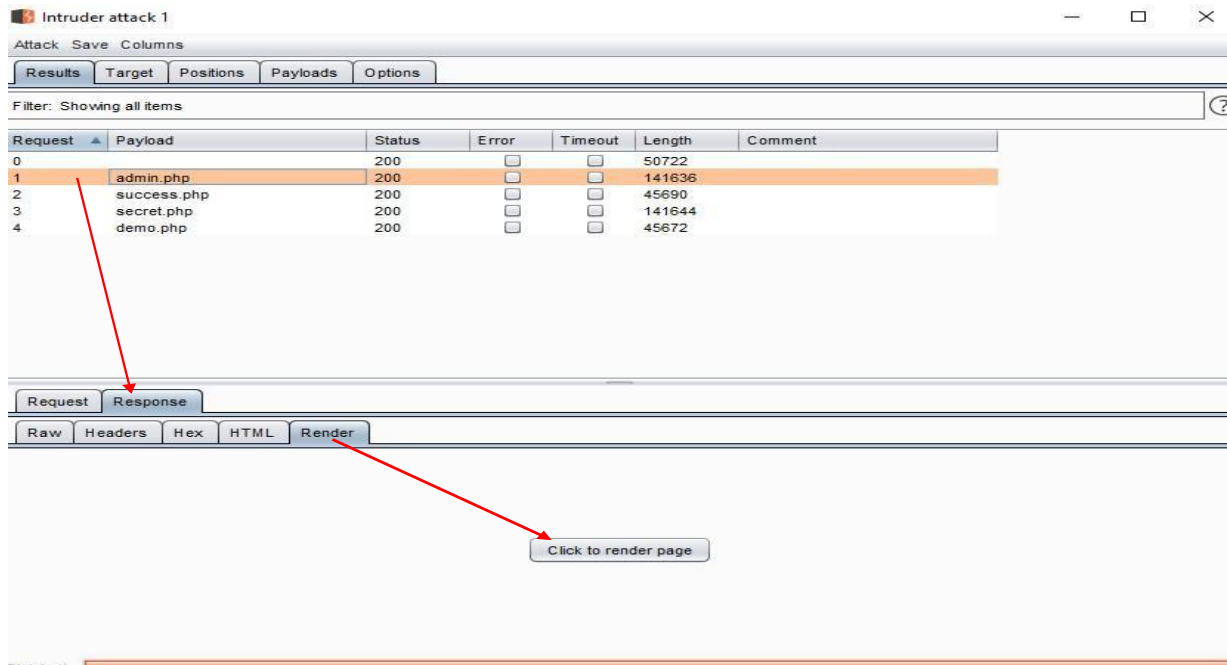 Intruder attack 1
Attack Save Columns
Results Target Positions Payloads Options
Filter: Showing all items
Request Payload Status Error Timeout Length Comment
0 200 50722
1 admin.php 200 141636
2 success.php 200 45690
3 secret.php 200 141644
4 demo.php 200 45672
Request Response
Raw Headers Hex HTML Render
Click to render page